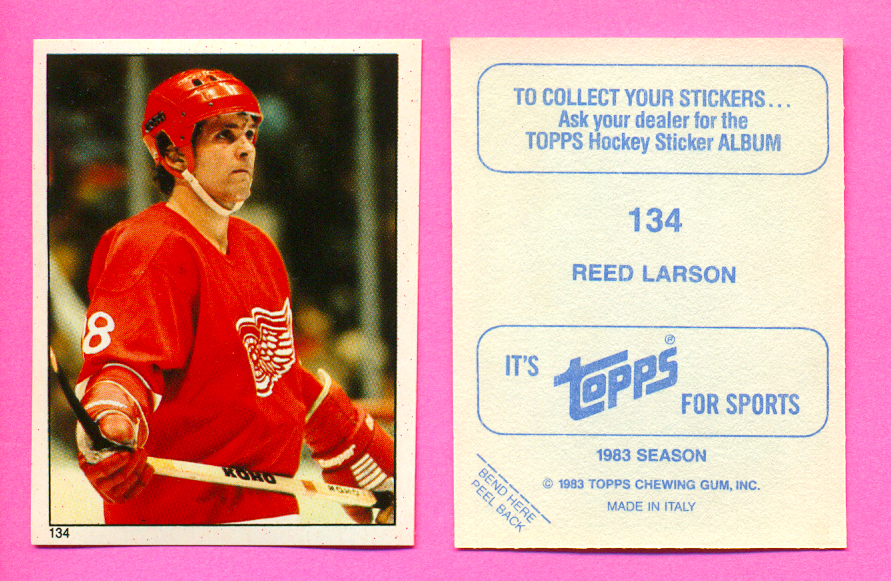 8
KOHO
KOHO
134
TO COLLECT YOUR STICKERS...
Ask your dealer for the
TOPPS Hockey Sticker ALBUM
134
REED LARSON
IT'S topps® FOR SPORTS
1983 SEASON
© 1983 TOPPS CHEWING GUM, INC.
MADE IN ITALY
BEND HERE
PEEL BACK